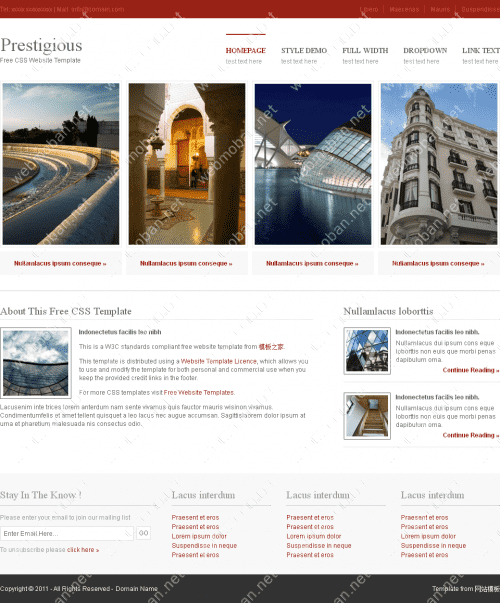 Libero Maecenas Mauris Suspendisse
Prestigious
Free CSS Website Template
HOMEPAGE STYLE DEMO FULL WIDTH DROPDOWN LINK TEXT
text text here text text here text text here text text here text text here
Nullamlacus ipsum conseque »
Nullamlacus ipsum conseque »
Nullamlacus ipsum conseque »
Nullamlacus ipsum conseque »
About This Free CSS Template
Indonectetus facilis leo nibh
This is a W3C standards compliant free website template from 模板之家.
This template is distributed using a Website Template Licence, which allows you
to use and modify the template for both personal and commercial use when you
keep the provided credit links in the footer.
For more CSS templates visit Free Website Templates.
Lacusenim inte trices lorem anterdum nam sente vivamus quis fauctor mauris wisinon vivamus.
Condimentumfelis et amet tellent quisquet a leo lacus nec augue accumsan. Sagittislorem dolor ipsum at
urna et pharetium malesuada nis consectus odio.
Nullamlacus loborttis
Indonectetus facilis leo nibh.
Nullamlacus dui ipsum cons eque
loborttis non euis que morbi penas
dapibulum orna.
Continue Reading »
Indonectetus facilis leo nibh.
Nullamlacus dui ipsum cons eque
loborttis non euis que morbi penas
dapibulum orna.
Continue Reading »
Stay In The Know !
Please enter your email to join our mailing list
Enter Email Here... GO
To unsubscribe please click here »
Lacus interdum
Praesent et eros
Praesent et eros
Lorem ipsum dolor
Suspendisse in neque
Praesent et eros
Lacus interdum
Praesent et eros
Praesent et eros
Lorem ipsum dolor
Suspendisse in neque
Praesent et eros
Lacus interdum
Praesent et eros
Praesent et eros
Lorem ipsum dolor
Suspendisse in neque
Praesent et eros
Copyright © 2011 - All Rights Reserved - Domain Name
Template from 网站模板
webmoban.net